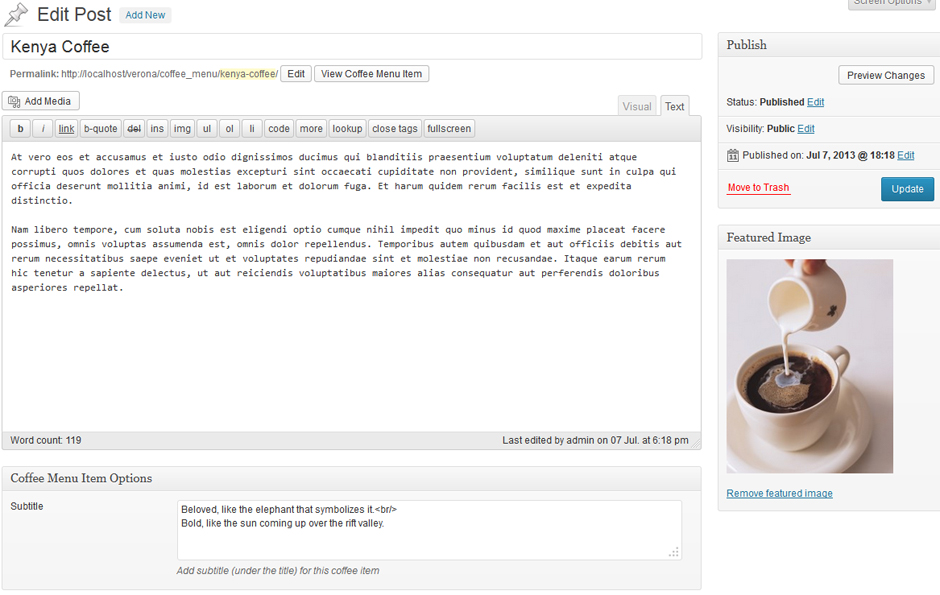 Screen Options
Edit Post Add New
Kenya Coffee
Permalink: http://localhost/verona/coffee_menu/kenya-coffee/ Edit View Coffee Menu Item
Add Media
Visual Text
b i link b-quote del ins img ul ol li code more lookup close tags fullscreen
At vero eos et accusamus et iusto odio dignissimos ducimus qui blanditiis praesentium voluptatum deleniti atque
corrupti quos dolores et quas molestias excepturi sint occaecati cupiditate non provident, similique sunt in culpa qui
officia deserunt mollitia animi, id est laborum et dolorum fuga. Et harum quidem rerum facilis est et expedita
distinctio.
Nam libero tempore, cum soluta nobis est eligendi optio cumque nihil impedit quo minus id quod maxime placeat facere
possimus, omnis voluptas assumenda est, omnis dolor repellendus. Temporibus autem quibusdam et aut officiis debitis aut
rerum necessitatibus saepe eveniet ut et voluptates repudiandae sint et molestiae non recusandae. Itaque earum rerum
hic tenetur a sapiente delectus, ut aut reiciendis voluptatibus maiores alias consequatur aut perferendis doloribus
asperiores repellat.
Word count: 119 Last edited by admin on 07 Jul. at 6:18 pm
Coffee Menu Item Options
Subtitle
Beloved, like the elephant that symbolizes it.<br/>
Bold, like the sun coming up over the rift valley.
Add subtitle (under the title) for this coffee item
Publish
Preview Changes
Status: Published Edit
Visibility: Public Edit
11 Published on: Jul 7, 2013 @ 18:18 Edit
Move to Trash Update
Featured Image
Remove featured image